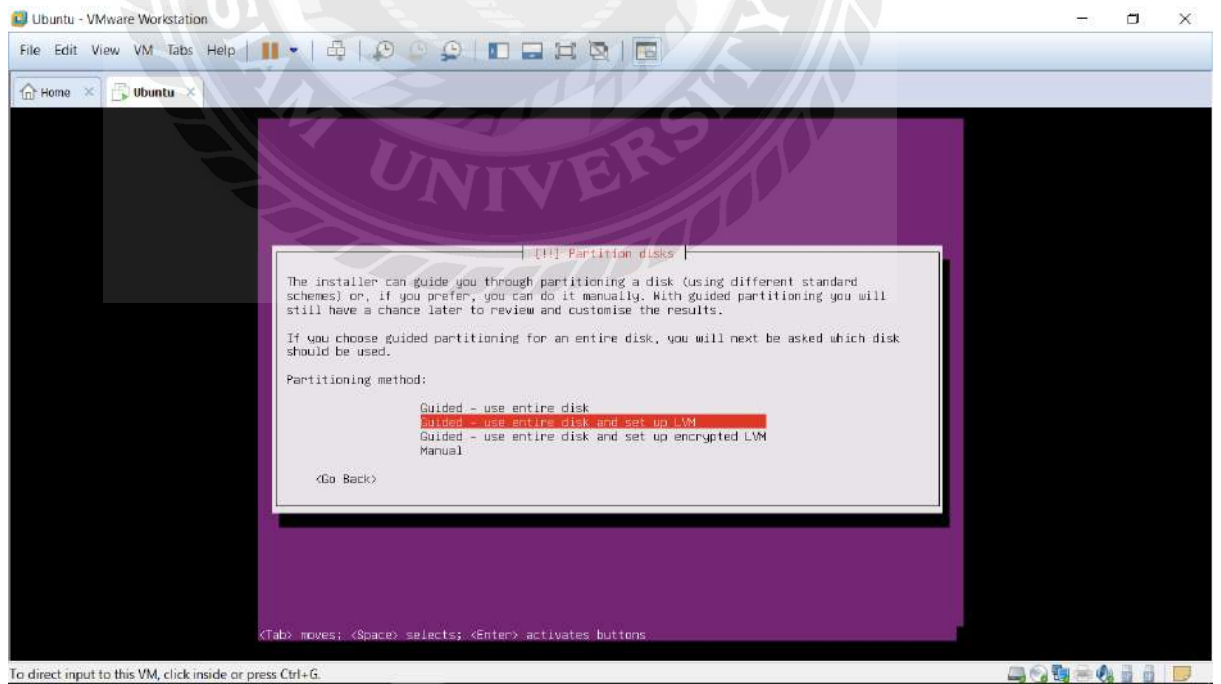 Ubuntu - VMware Workstation
File Edit View VM Tabs Help
Home
Ubuntu
SIAM UNIVERSITY
[!!] Partition disks
The installer can guide you through partitioning a disk (using different standard
schemes) or, if you prefer, you can do it manually. With guided partitioning you will
still have a chance later to review and customise the results.
If you choose guided partitioning for an entire disk, you will next be asked which disk
should be used.
Partitioning method:
Guided - use entire disk
Guided - use entire disk and set up LVM
Guided - use entire disk and set up encrypted LVM
Manual
<Go Back>
<Tab> moves; <Space> selects; <Enter> activates buttons
To direct input to this VM, click inside or press Ctrl+G.